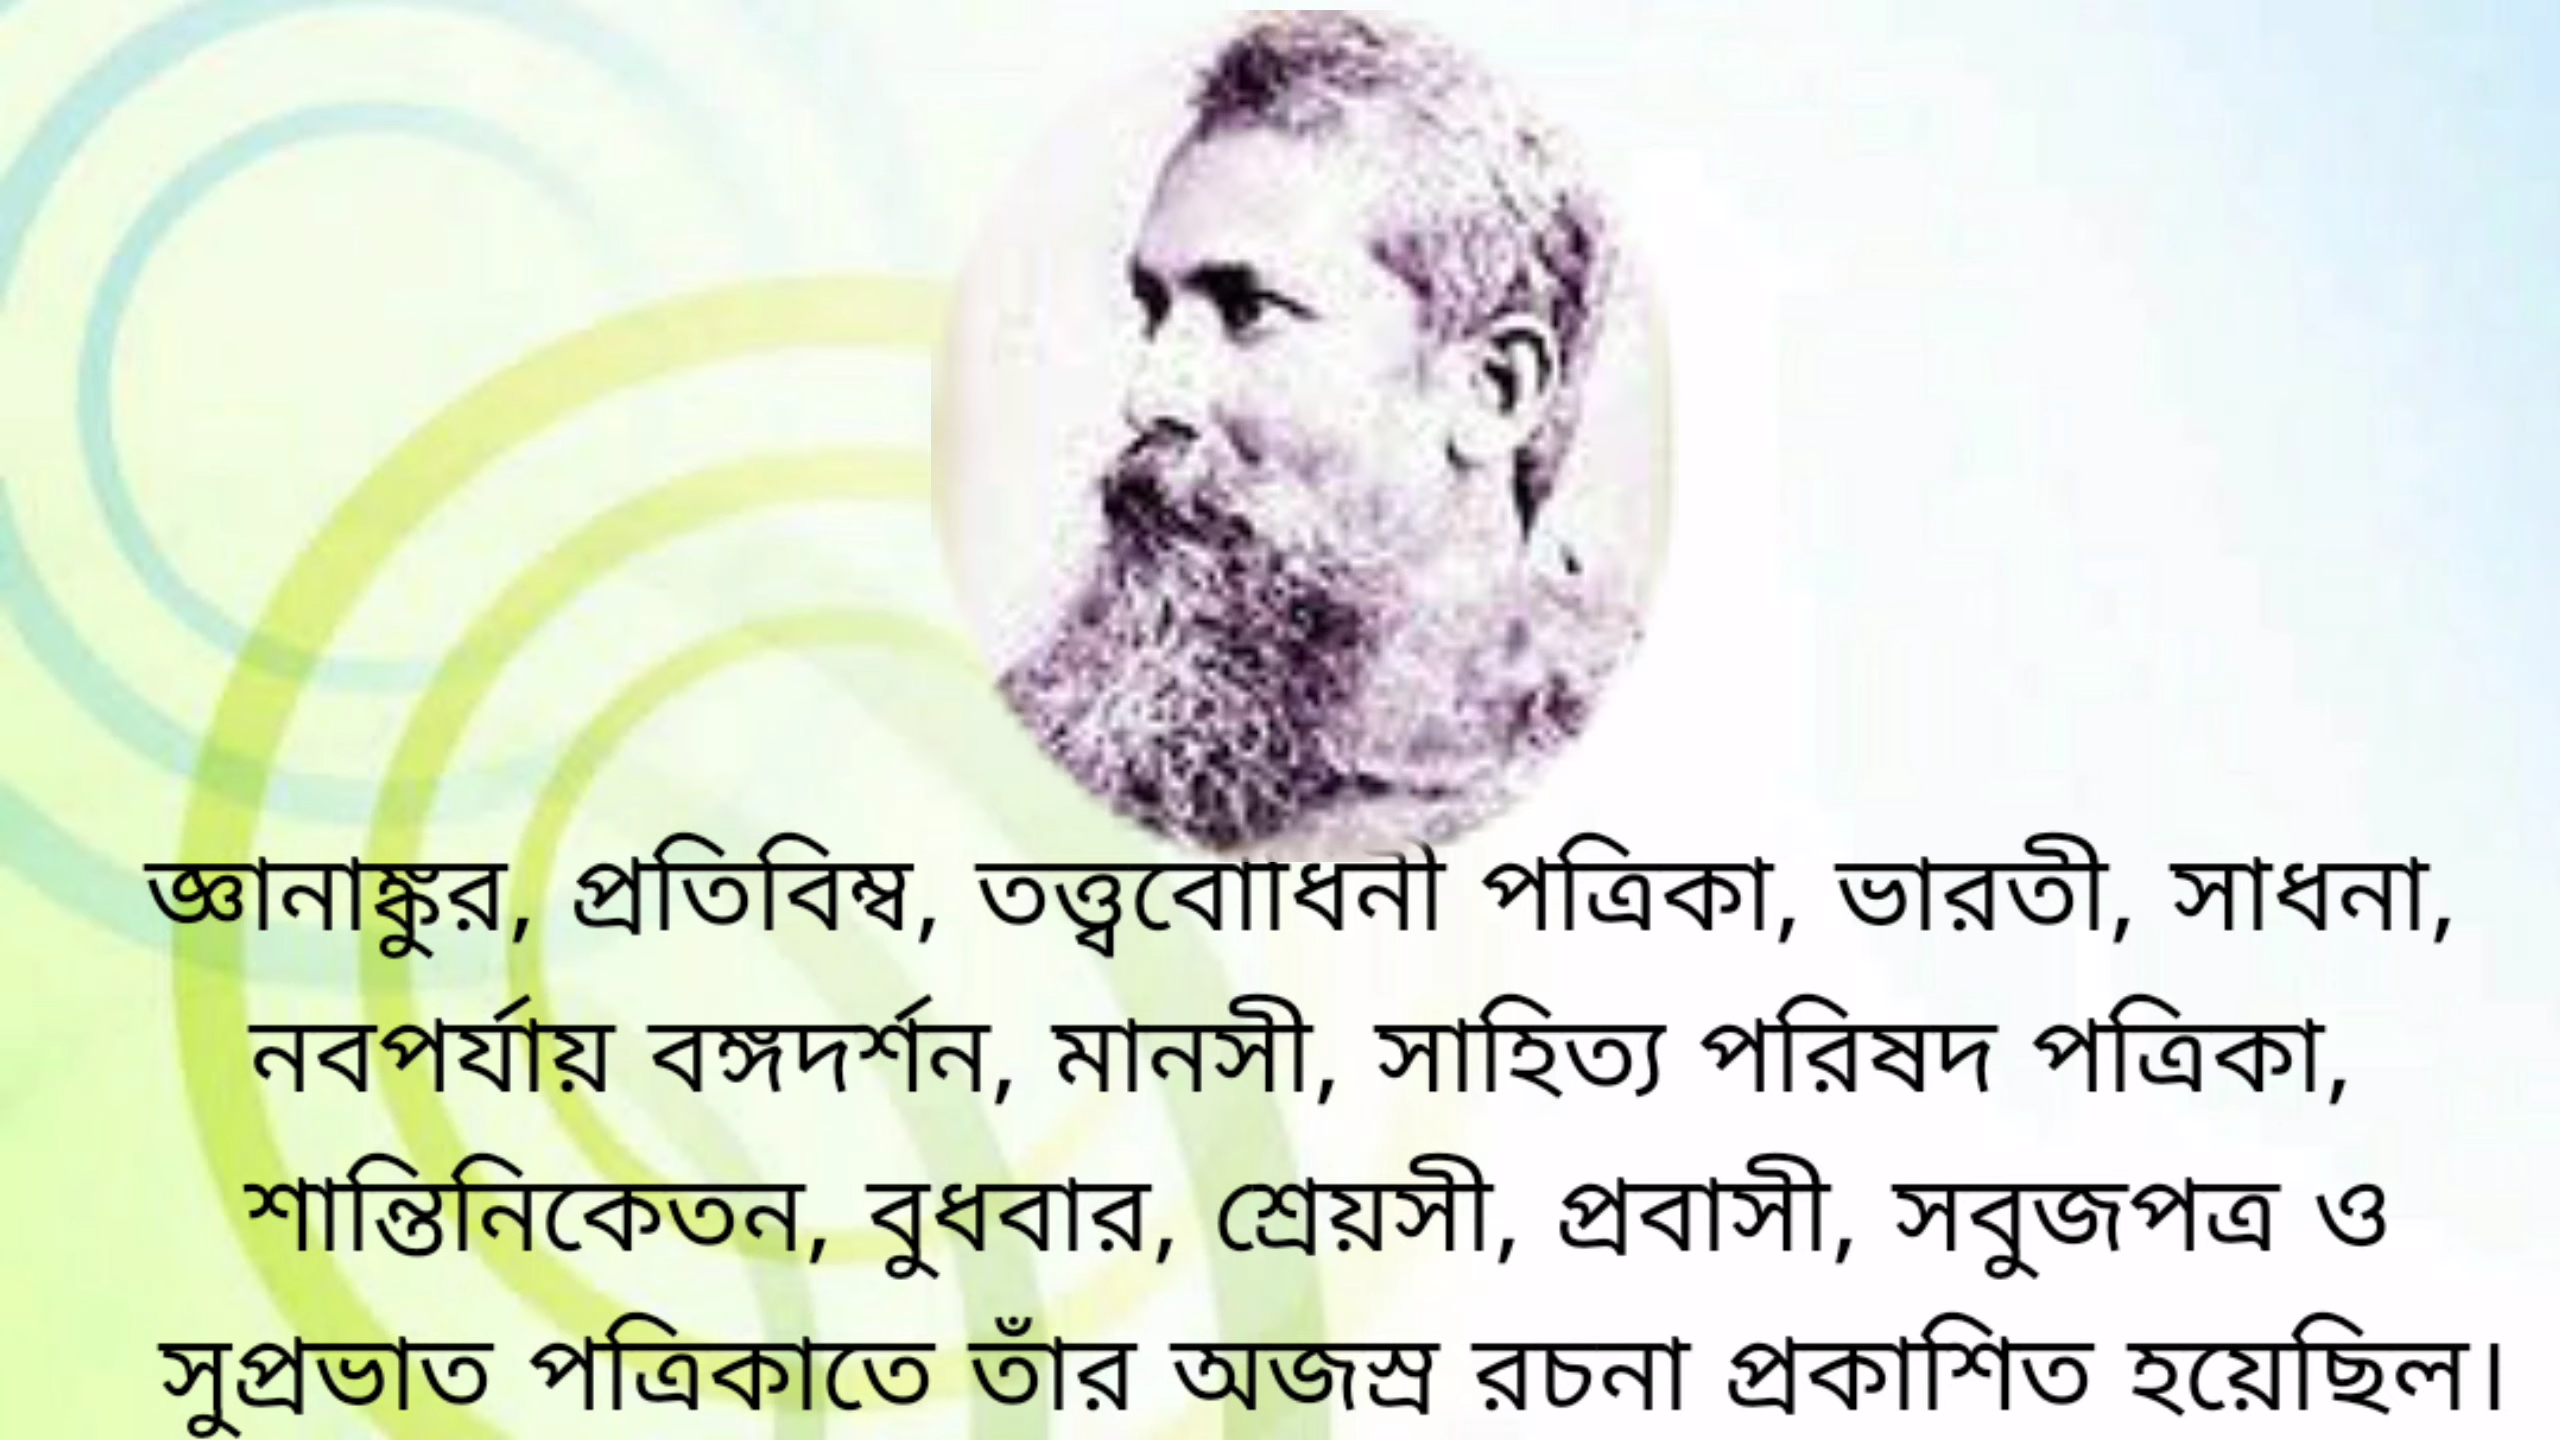 জ্ঞানাঙ্কুর, প্রতিবিম্ব, তত্ত্ববোধিনী পত্রিকা, ভারতী, সাধনা,
নবপর্যায় বঙ্গদর্শন, মানসী, সাহিত্য পরিষদ পত্রিকা,
শান্তিনিকেতন, বুধবার, শ্রেয়সী, প্রবাসী, সবুজপত্র ও
সুপ্রভাত পত্রিকাতে তাঁর অজস্র রচনা প্রকাশিত হয়েছিল।